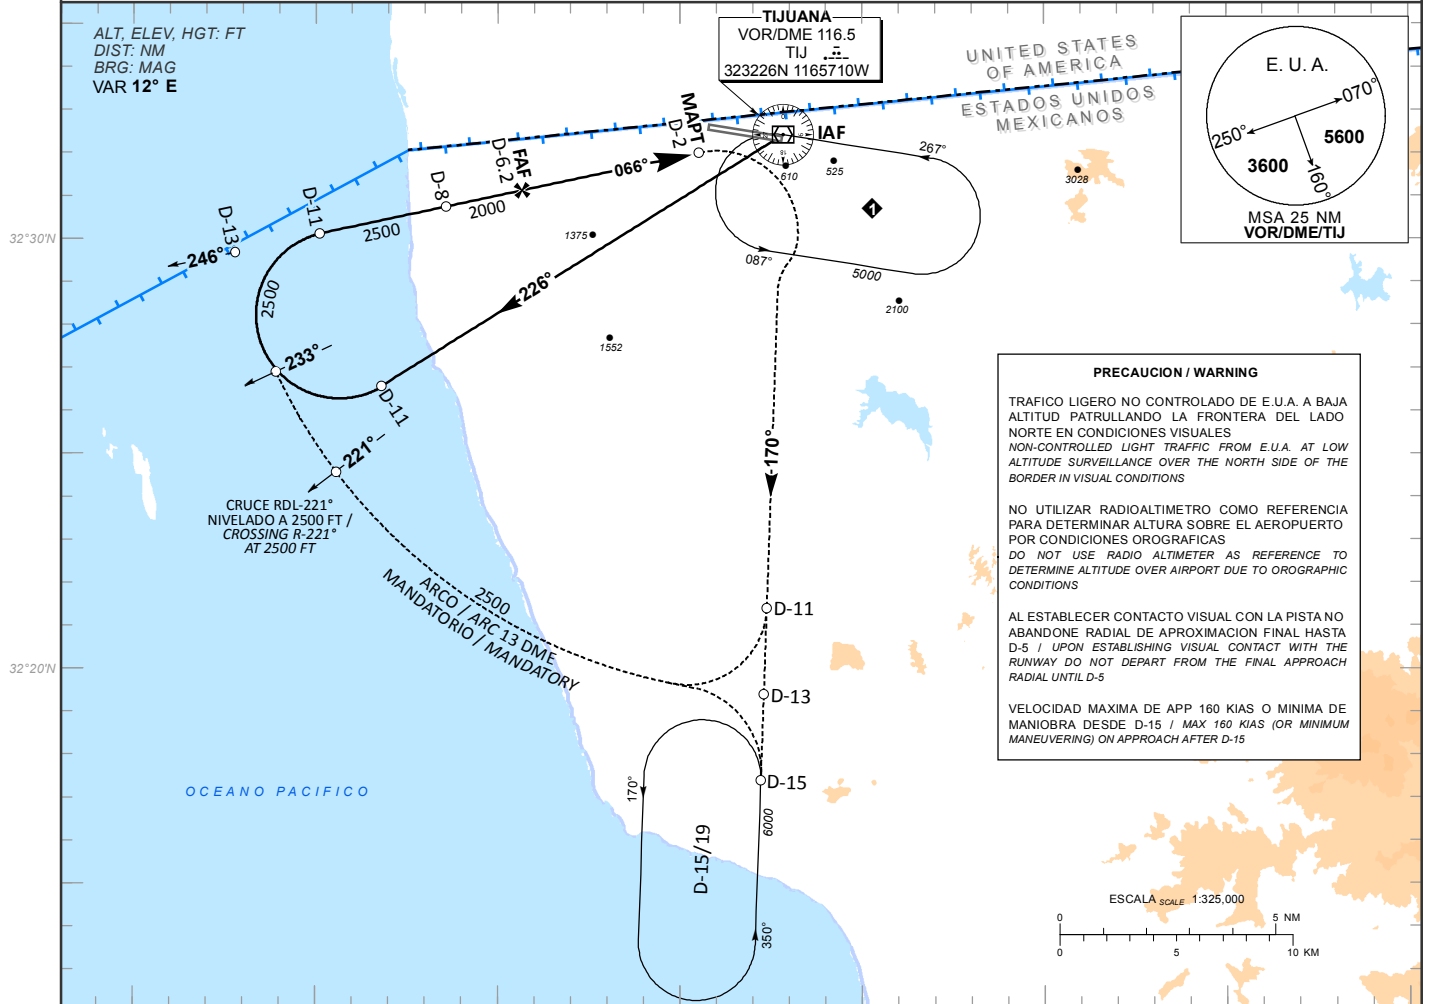 ALT, ELEV, HGT: FT
DIST: NM
BRG: MAG
VAR 12° E
TIJUANA
VOR/DME 116.5
TIJ
323226N 1165710W
UNITED STATES
OF AMERICA
ESTADOS UNIDOS
MEXICANOS
E. U. A.
070°
250°
5600
3600
160°
MSA 25 NM
VOR/DME/TIJ
MAPT
D-2
IAF
FAF
D-6.2
D-8
D-11
D-13
066°
2000
2500
246°
267°
610
525
3028
1
087°
5000
1375
2100
1552
226°
2500
233°
D-11
221°
32°30'N
CRUCE RDL-221°
NIVELADO A 2500 FT /
CROSSING R-221°
AT 2500 FT
170°
2500
ARCO / ARC 13 DME
MANDATORIO / MANDATORY
D-11
D-13
D-15
32°20'N
170°
D-15/19
6000
350°
OCEANO PACIFICO
PRECAUCION / WARNING
TRAFICO LIGERO NO CONTROLADO DE E.U.A. A BAJA
ALTITUD PATRULLANDO LA FRONTERA DEL LADO
NORTE EN CONDICIONES VISUALES
NON-CONTROLLED LIGHT TRAFFIC FROM E.U.A. AT LOW
ALTITUDE SURVEILLANCE OVER THE NORTH SIDE OF THE
BORDER IN VISUAL CONDITIONS
NO UTILIZAR RADIOALTIMETRO COMO REFERENCIA
PARA DETERMINAR ALTURA SOBRE EL AEROPUERTO
POR CONDICIONES OROGRAFICAS
DO NOT USE RADIO ALTIMETER AS REFERENCE TO
DETERMINE ALTITUDE OVER AIRPORT DUE TO OROGRAPHIC
CONDITIONS
AL ESTABLECER CONTACTO VISUAL CON LA PISTA NO
ABANDONE RADIAL DE APROXIMACION FINAL HASTA
D-5 / UPON ESTABLISHING VISUAL CONTACT WITH THE
RUNWAY DO NOT DEPART FROM THE FINAL APPROACH
RADIAL UNTIL D-5
VELOCIDAD MAXIMA DE APP 160 KIAS O MINIMA DE
MANIOBRA DESDE D-15 / MAX 160 KIAS (OR MINIMUM
MANEUVERING) ON APPROACH AFTER D-15
ESCALA SCALE 1:325,000
0 5 NM
0 5 10 KM